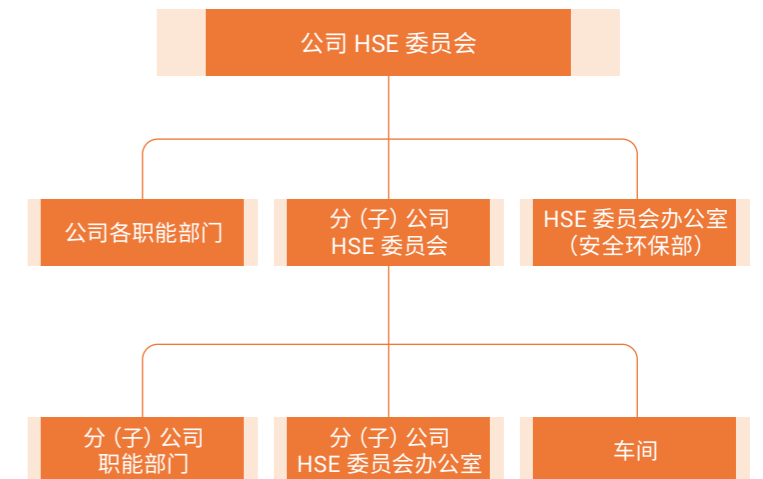 公司 HSE 委员会
公司各职能部门
分（子）公司
HSE 委员会
HSE 委员会办公室
（安全环保部）
分（子）公司
职能部门
分（子）公司
HSE 委员会办公室
车间